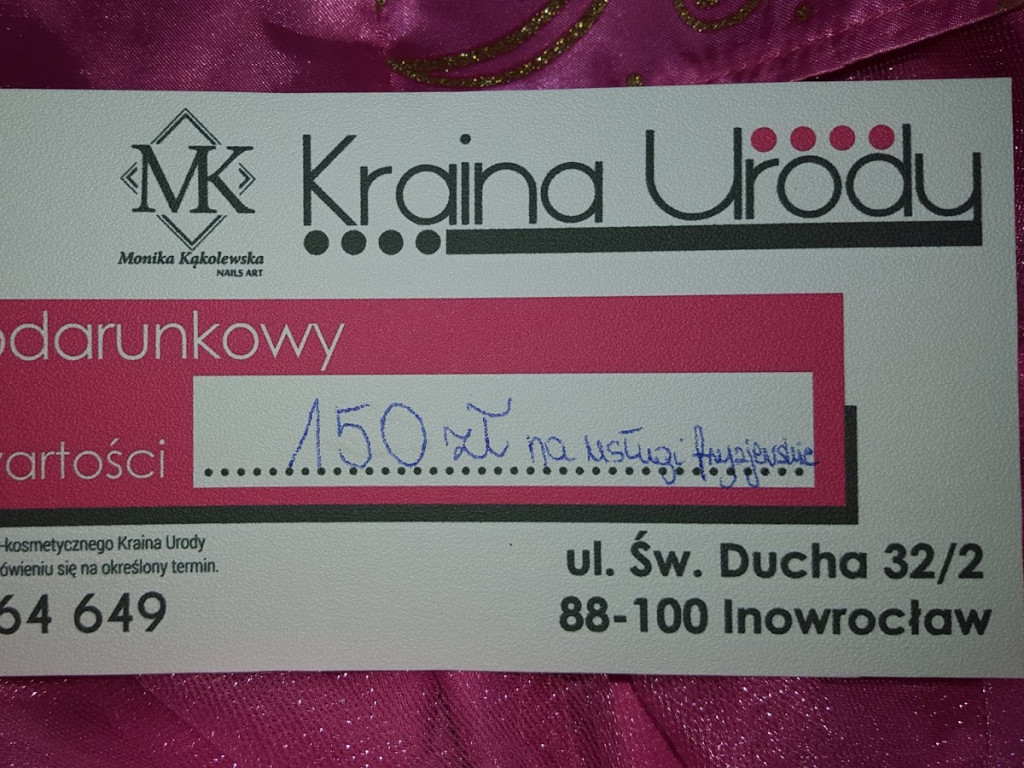 MK
Kraina Urody
Monika Kąkolewska
NAILS ART
odarunkowy
150 zł na usługi fryzjerskie
wartości
-kosmetycznego Kraina Urody
ówieniu się na określony termin.
64 649
ul. Św. Ducha 32/2
88-100 Inowrocław